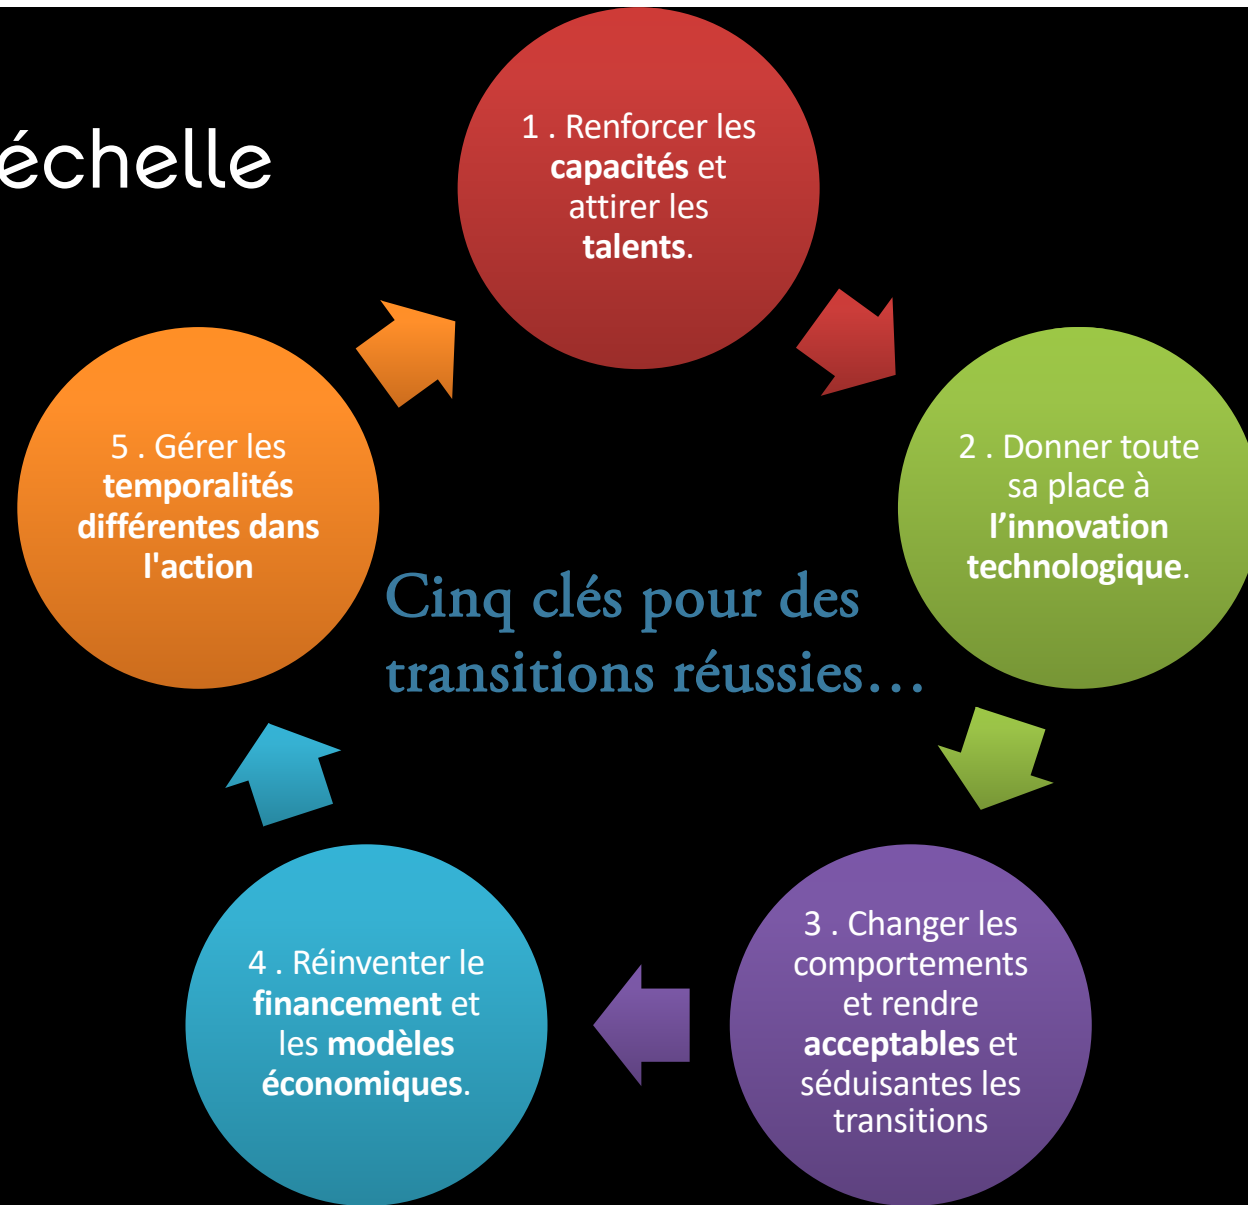 échelle
1 . Renforcer les
capacités et
attirer les
talents.
2 . Donner toute
sa place à
l’innovation
technologique.
3 . Changer les
comportements
et rendre
acceptables et
séduisantes les
transitions
4 . Réinventer le
financement et
les modèles
économiques.
5 . Gérer les
temporalités
différentes dans
l'action
Cinq clés pour des
transitions réussies…